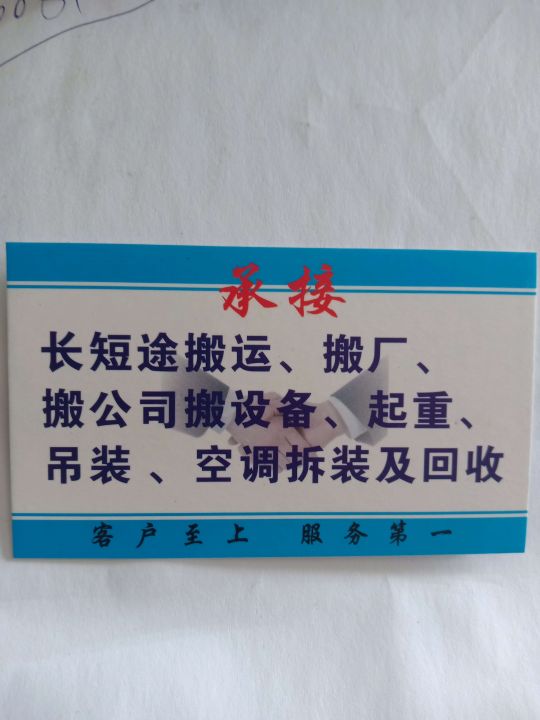 承接
长短途搬运、搬厂、
搬公司搬设备、起重、
吊装、空调拆装及回收
客户至上 服务第一